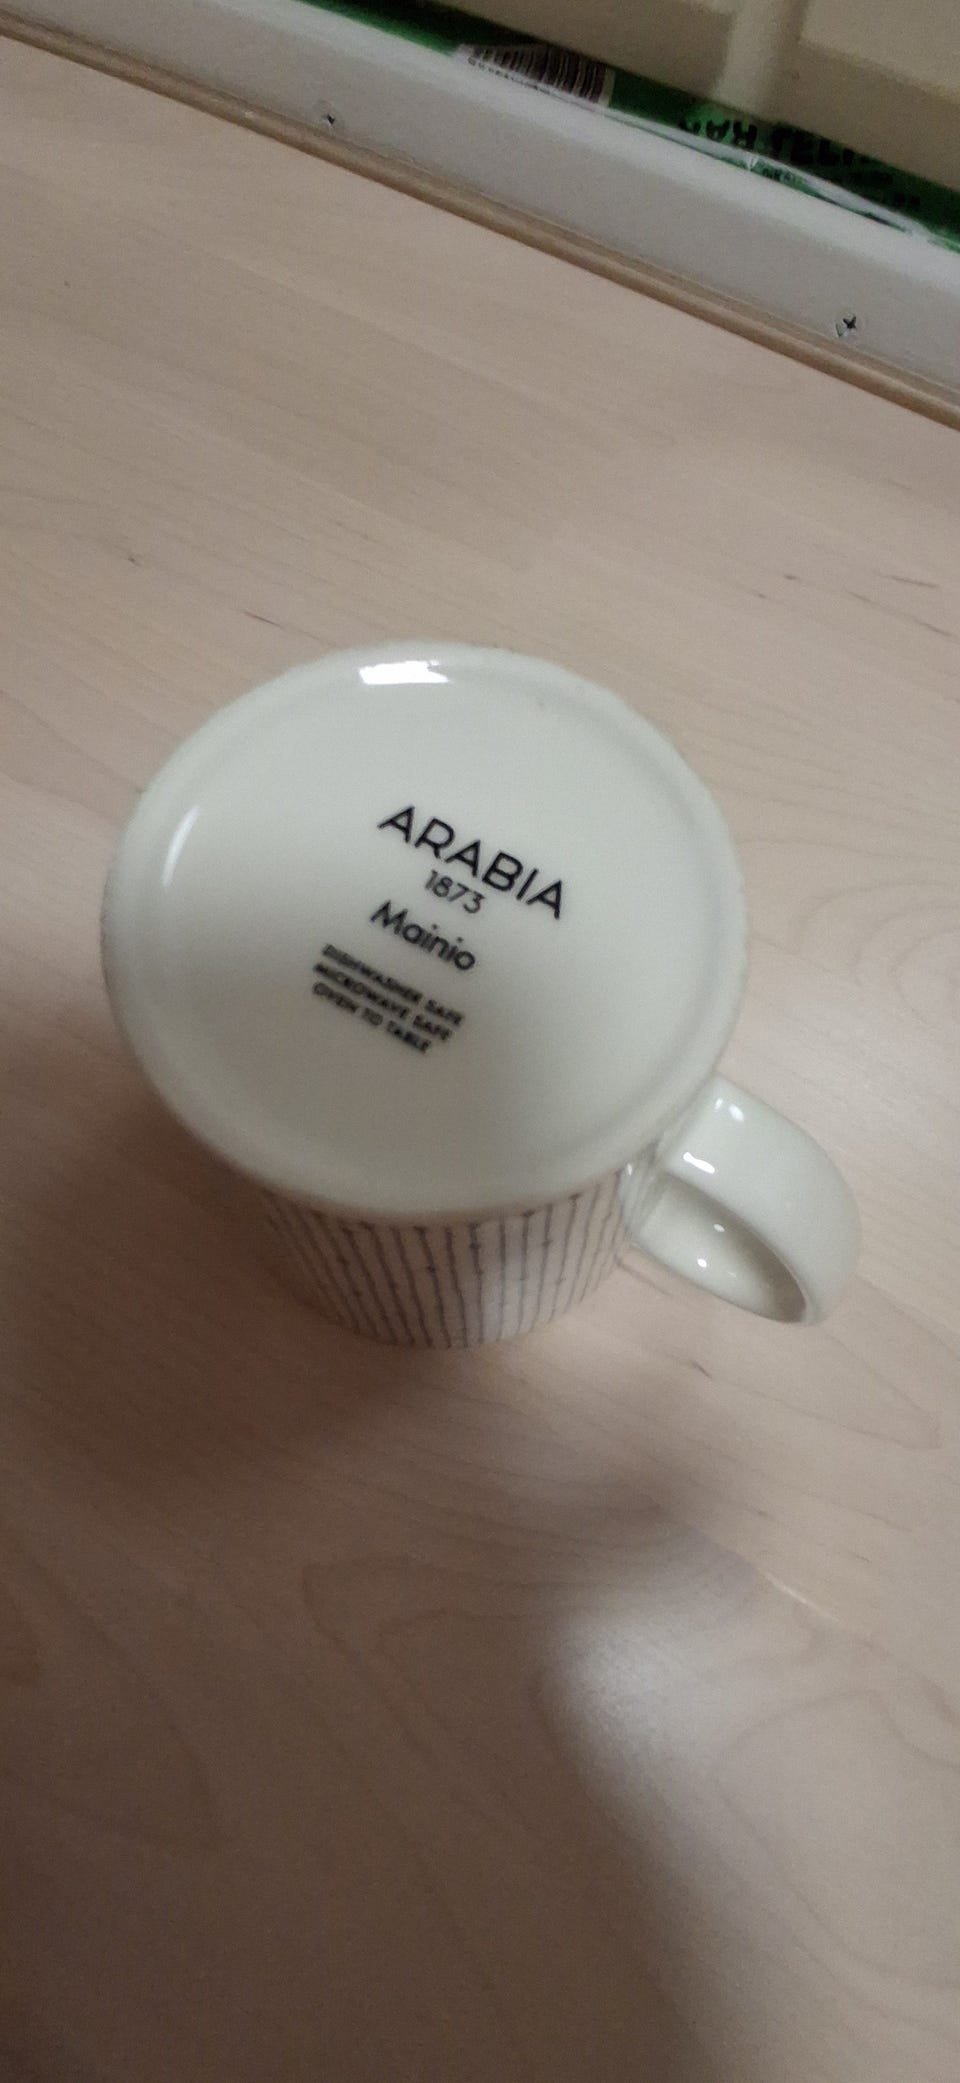 ARABIA
1873
Mainio
DISHWASHER SAFE
MICROWAVE SAFE
OVEN TO TABLE